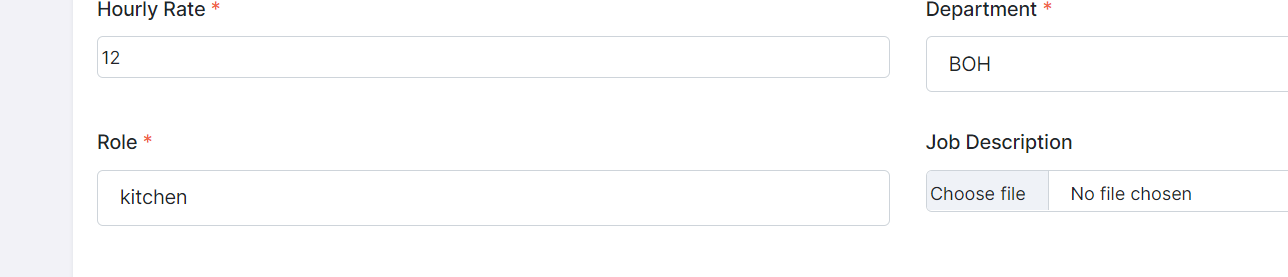 Hourly Rate *
Department *
12
BOH
Role *
Job Description
kitchen
Choose file
No file chosen